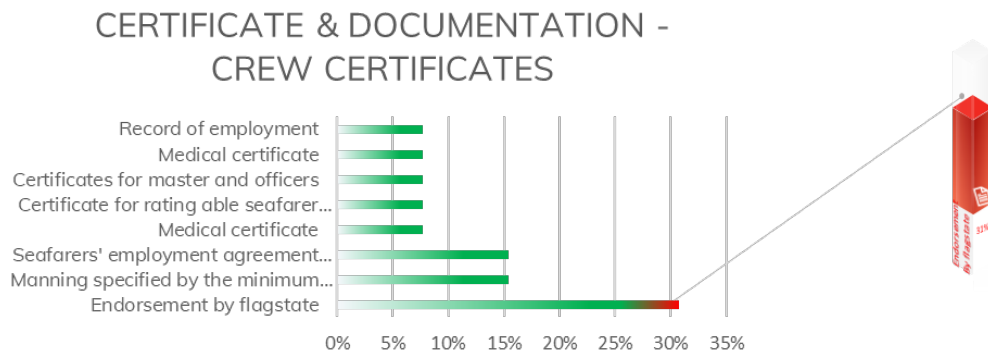 CERTIFICATE & DOCUMENTATION -
CREW CERTIFICATES
Record of employment
Medical certificate
Certificates for master and officers
Certificate for rating able seafarer...
Medical certificate
Seafarers' employment agreement...
Manning specified by the minimum...
Endorsement by flagstate
0% 5% 10% 15% 20% 25% 30% 35%
Endorsement
By flagstate
31%